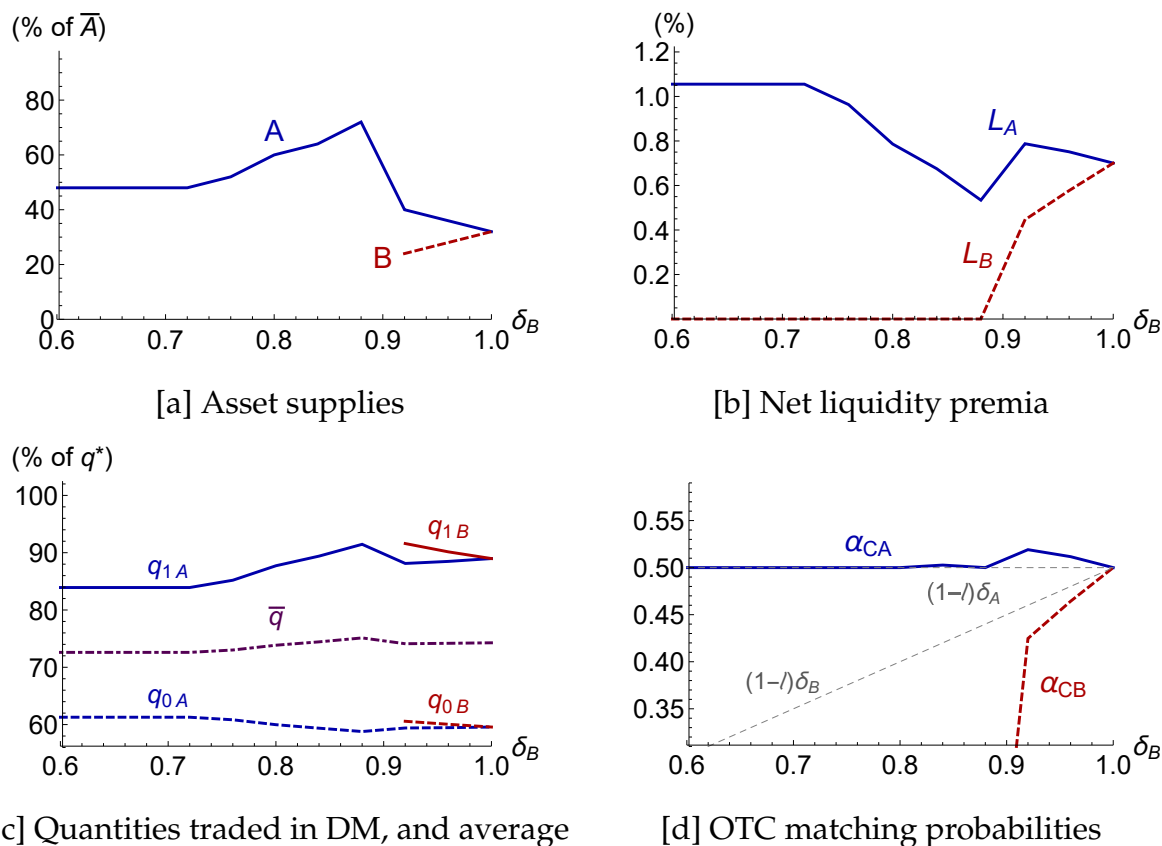 (% of A̅)
80
60
40
20
0
0.6
0.7
0.8
0.9
1.0
δB
A
B
[a] Asset supplies
(%)
1.2
1.0
0.8
0.6
0.4
0.2
0.6
0.7
0.8
0.9
1.0
δB
LA
LB
[b] Net liquidity premia
(% of q*)
100
90
80
70
60
0.6
0.7
0.8
0.9
1.0
δB
q1 A
q1 B
q̅
q0 A
q0 B
c] Quantities traded in DM, and average
0.55
0.50
0.45
0.40
0.35
0.6
0.7
0.8
0.9
1.0
δB
αCA
(1–l)δA
(1–l)δB
αCB
[d] OTC matching probabilities